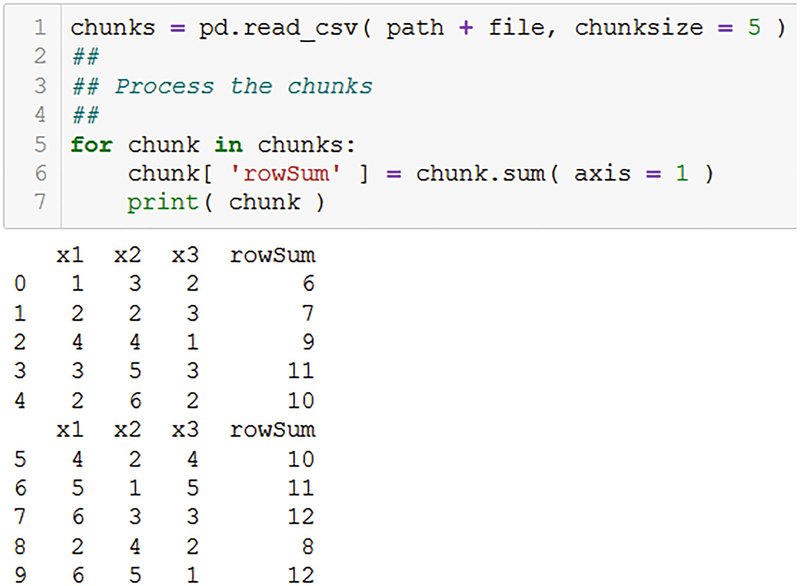 1 chunks = pd.read_csv( path + file, chunksize = 5 )
2 ##
3 ## Process the chunks
4 ##
5 for chunk in chunks:
6     chunk[ 'rowSum' ] = chunk.sum( axis = 1 )
7     print( chunk )
   x1  x2  x3  rowSum
0   1   3   2       6
1   2   2   3       7
2   4   4   1       9
3   3   5   3      11
4   2   6   2      10
   x1  x2  x3  rowSum
5   4   2   4      10
6   5   1   5      11
7   6   3   3      12
8   2   4   2       8
9   6   5   1      12